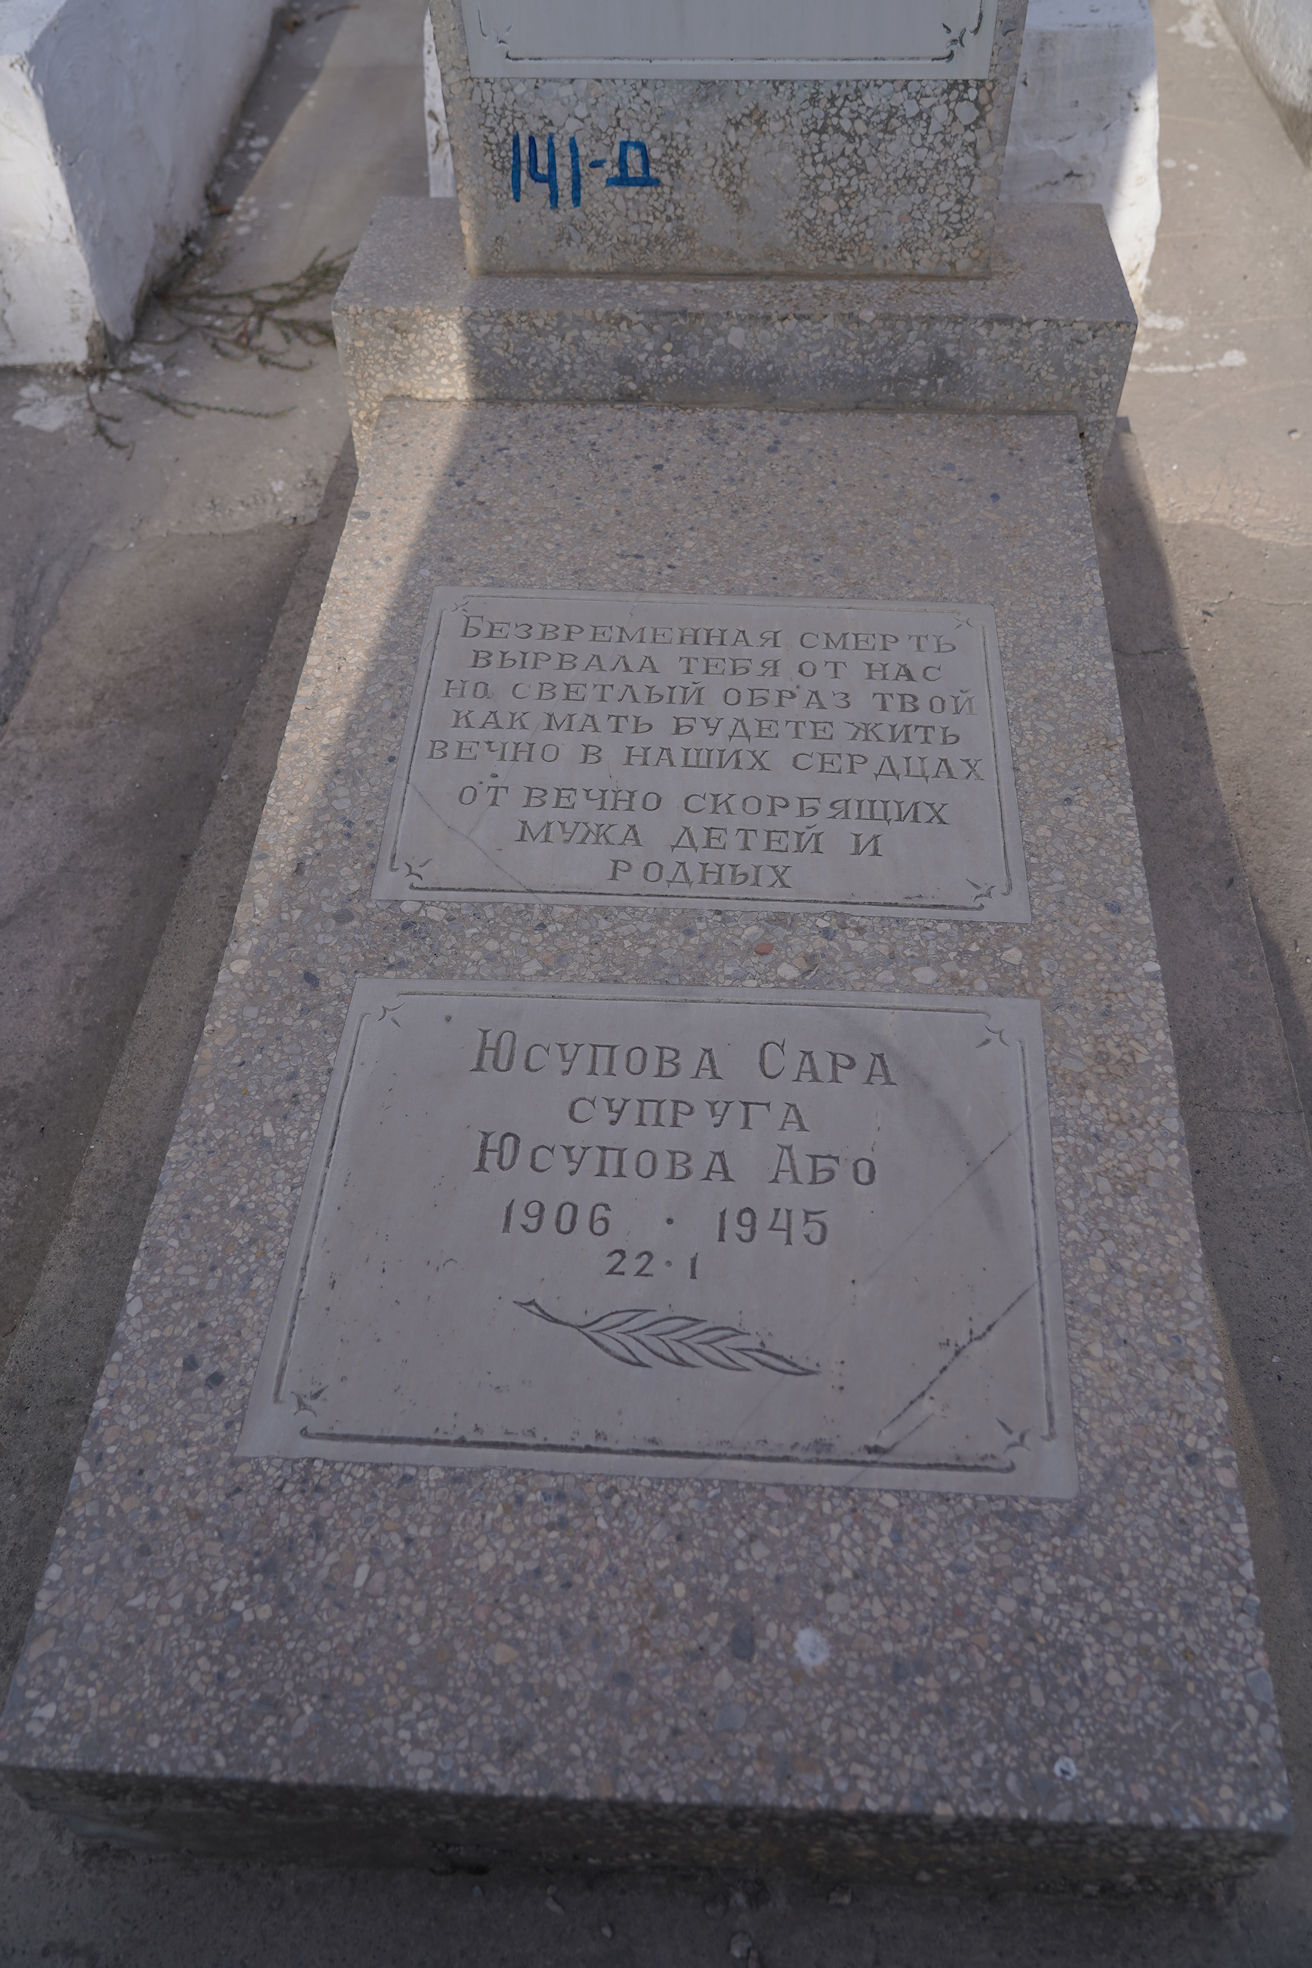 141-Д
БЕЗВРЕМЕННАЯ СМЕРТЬ
ВЫРВАЛА ТЕБЯ ОТ НАС
НО СВЕТЛЫЙ ОБРАЗ ТВОЙ
КАК МАТЬ БУДЕТЕ ЖИТЬ
ВЕЧНО В НАШИХ СЕРДЦАХ
ОТ ВЕЧНО СКОРБЯЩИХ
МУЖА ДЕТЕЙ И
РОДНЫХ
ЮСУПОВА САРА
СУПРУГА
ЮСУПОВА АБО
1906 · 1945
22·1